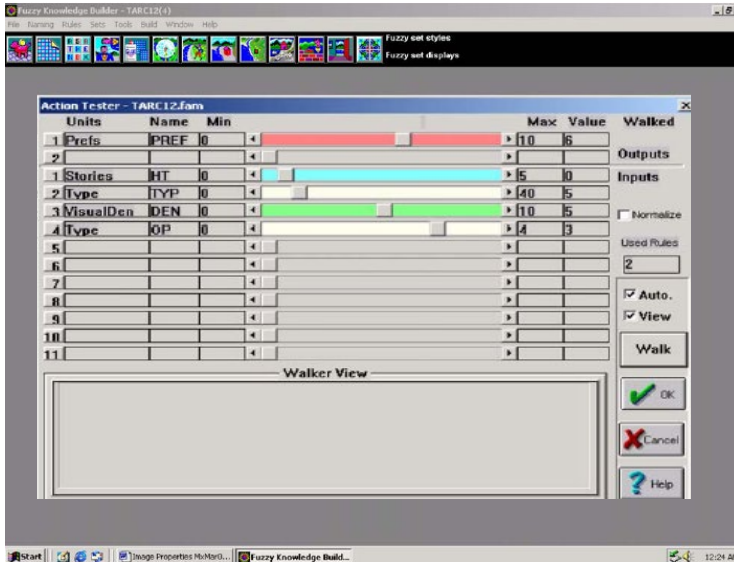 Fuzzy Knowledge Builder - TARC12(4)
File Naming Rules Sets Tools Build Window Help
Fuzzy set styles
Fuzzy set displays
Action Tester - TARC12.fam
Units Name Min Max Value Walked
1 Prefs PREF 0 10 6
2 Outputs
1 Stories HT 0 5 0 Inputs
2 Type TYP 0 40 5
3 VisualDen DEN 0 10 5 Normalize
4 Type OP 0 4 3
5 Used Rules
6 2
7
8 Auto.
9 View
10
11 Walk
Walker View
OK
Cancel
Help
Start Image Properties MxMar0... Fuzzy Knowledge Build... 12:24 AM